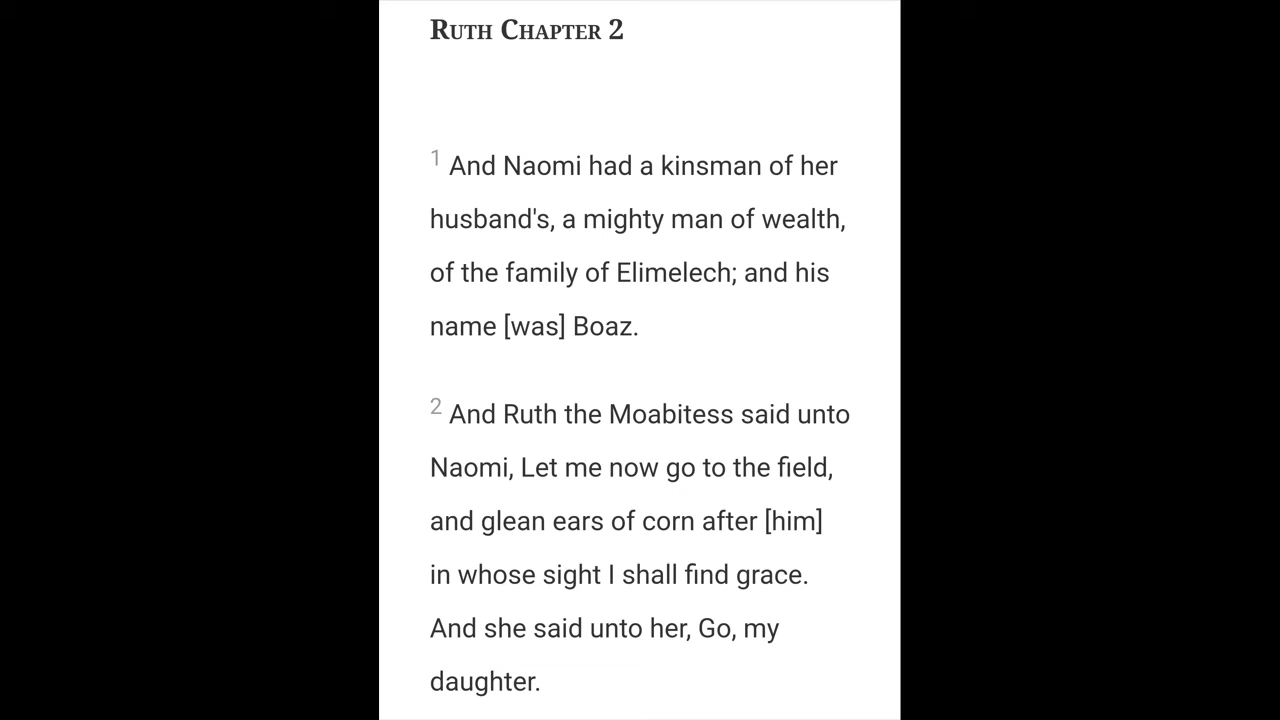 Ruth Chapter 2
1 And Naomi had a kinsman of her
husband's, a mighty man of wealth,
of the family of Elimelech; and his
name [was] Boaz.
2 And Ruth the Moabitess said unto
Naomi, Let me now go to the field,
and glean ears of corn after [him]
in whose sight I shall find grace.
And she said unto her, Go, my
daughter.